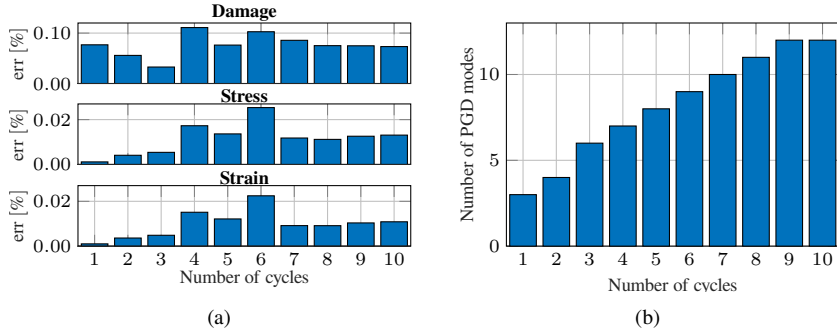 Damage
0.10
0.00
err [%]
Stress
0.02
0.00
err [%]
Strain
0.02
0.00
err [%]
1 2 3 4 5 6 7 8 9 10
Number of cycles
(a)
10
5
0
Number of PGD modes
1 2 3 4 5 6 7 8 9 10
Number of cycles
(b)